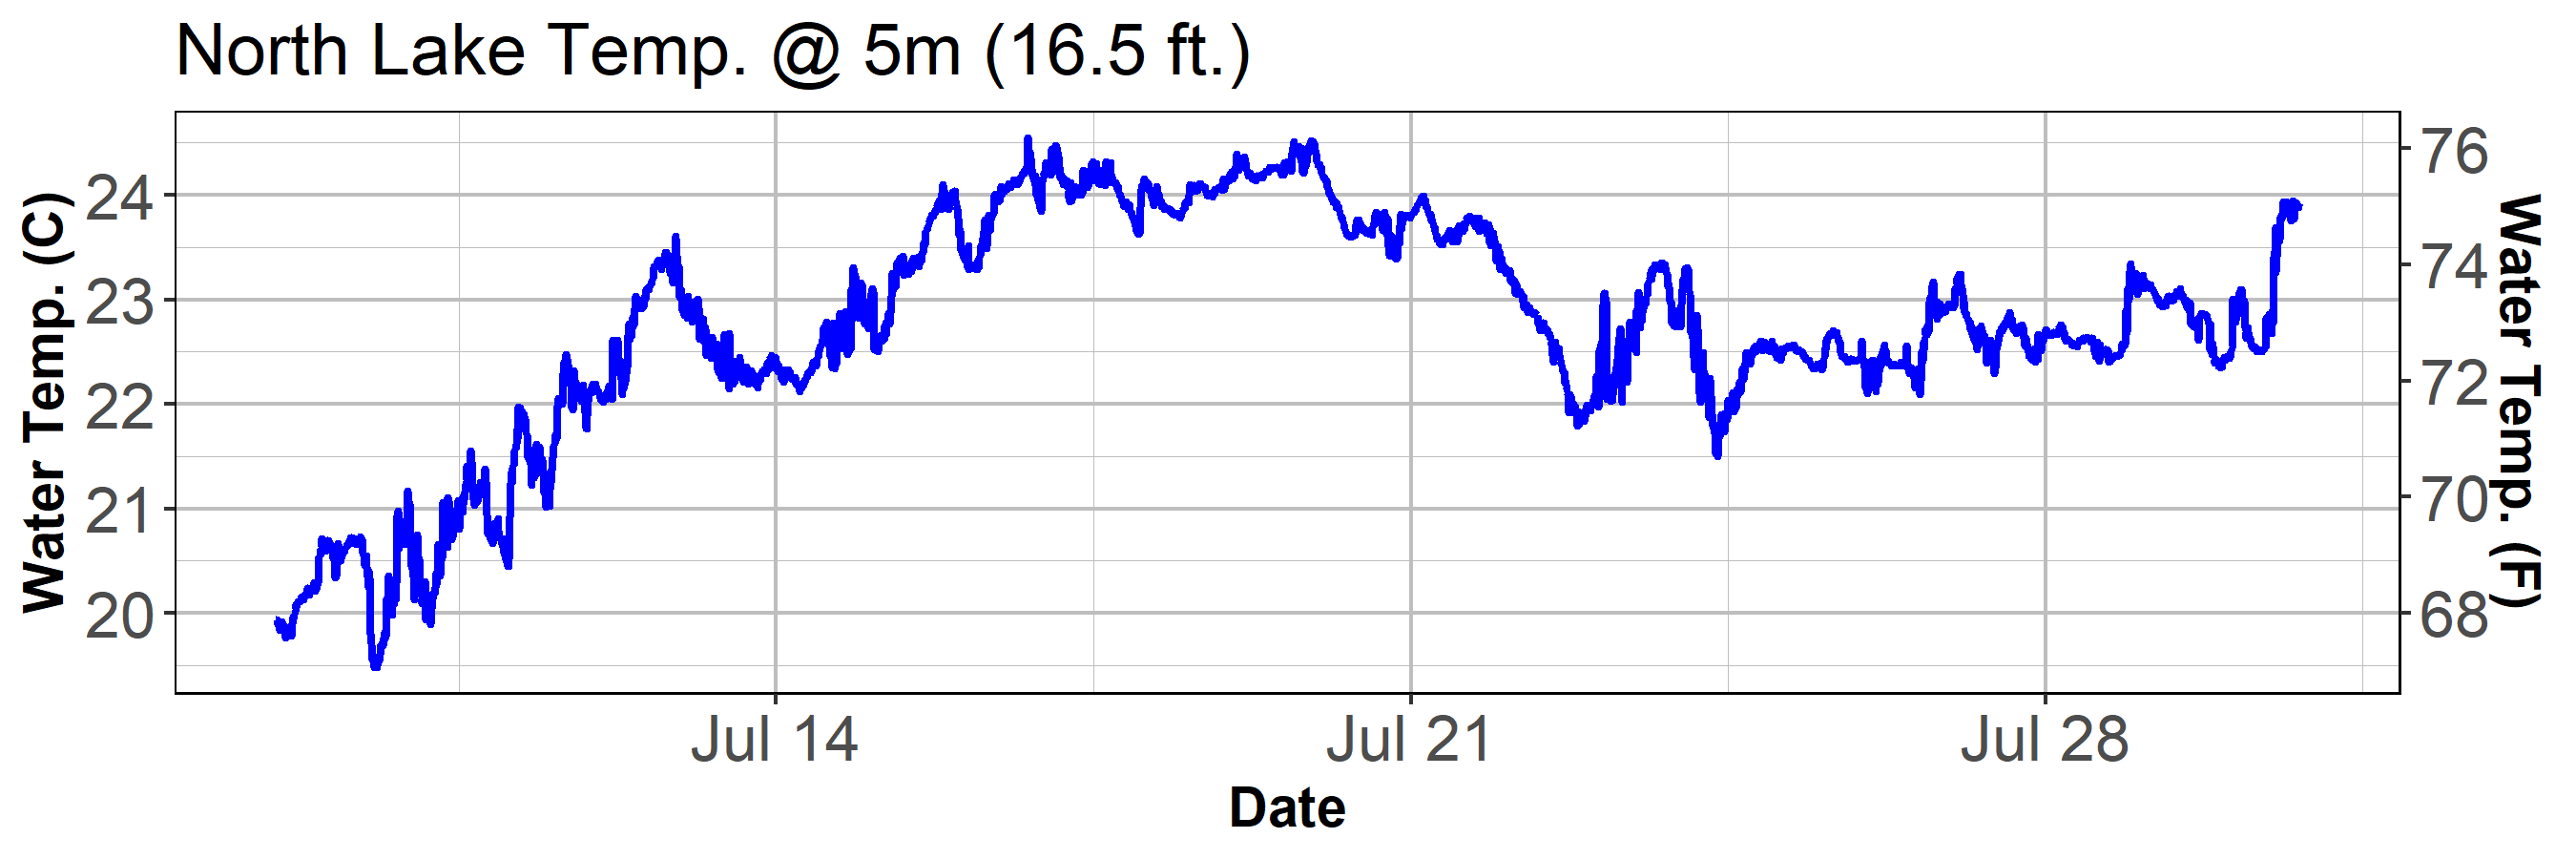 North Lake Temp. @ 5m (16.5 ft.)
Water Temp. (C)
24
23
22
21
20
76
74
72
70
68
Water Temp. (F)
Jul 14
Jul 21
Jul 28
Date